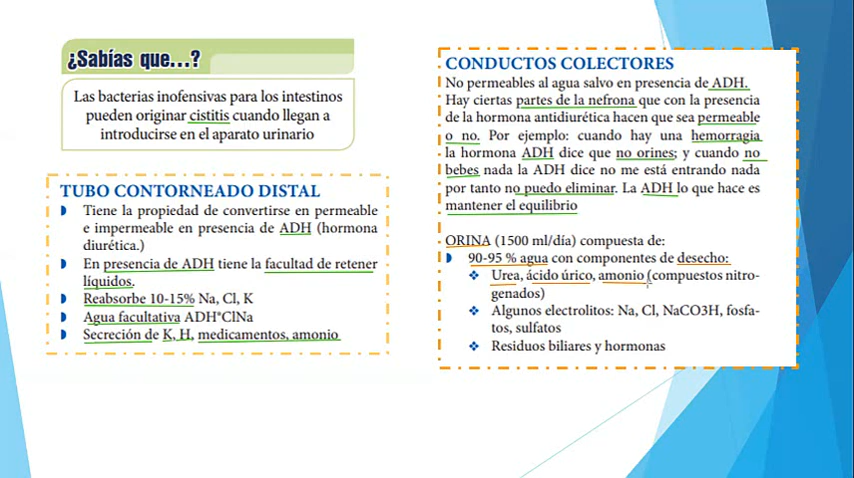 ¿Sabías que...?
Las bacterias inofensivas para los intestinos
pueden originar cistitis cuando llegan a
introducirse en el aparato urinario
TUBO CONTORNEADO DISTAL
Tiene la propiedad de convertirse en permeable
e impermeable en presencia de ADH (hormona
diurética.)
En presencia de ADH tiene la facultad de retener
líquidos.
Reabsorbe 10-15% Na, Cl, K
Agua facultativa ADH*ClNa
Secreción de K, H, medicamentos, amonio
CONDUCTOS COLECTORES
No permeables al agua salvo en presencia de ADH.
Hay ciertas partes de la nefrona que con la presencia
de la hormona antidiurética hacen que sea permeable
o no. Por ejemplo: cuando hay una hemorragia
la hormona ADH dice que no orines; y cuando no
bebes nada la ADH dice no me está entrando nada
por tanto no puedo eliminar. La ADH lo que hace es
mantener el equilibrio
ORINA (1500 ml/día) compuesta de:
90-95 % agua con componentes de desecho:
Urea, ácido úrico, amonio (compuestos nitro-
genados)
Algunos electrolitos: Na, Cl, NaCO3H, fosfa-
tos, sulfatos
Residuos biliares y hormonas